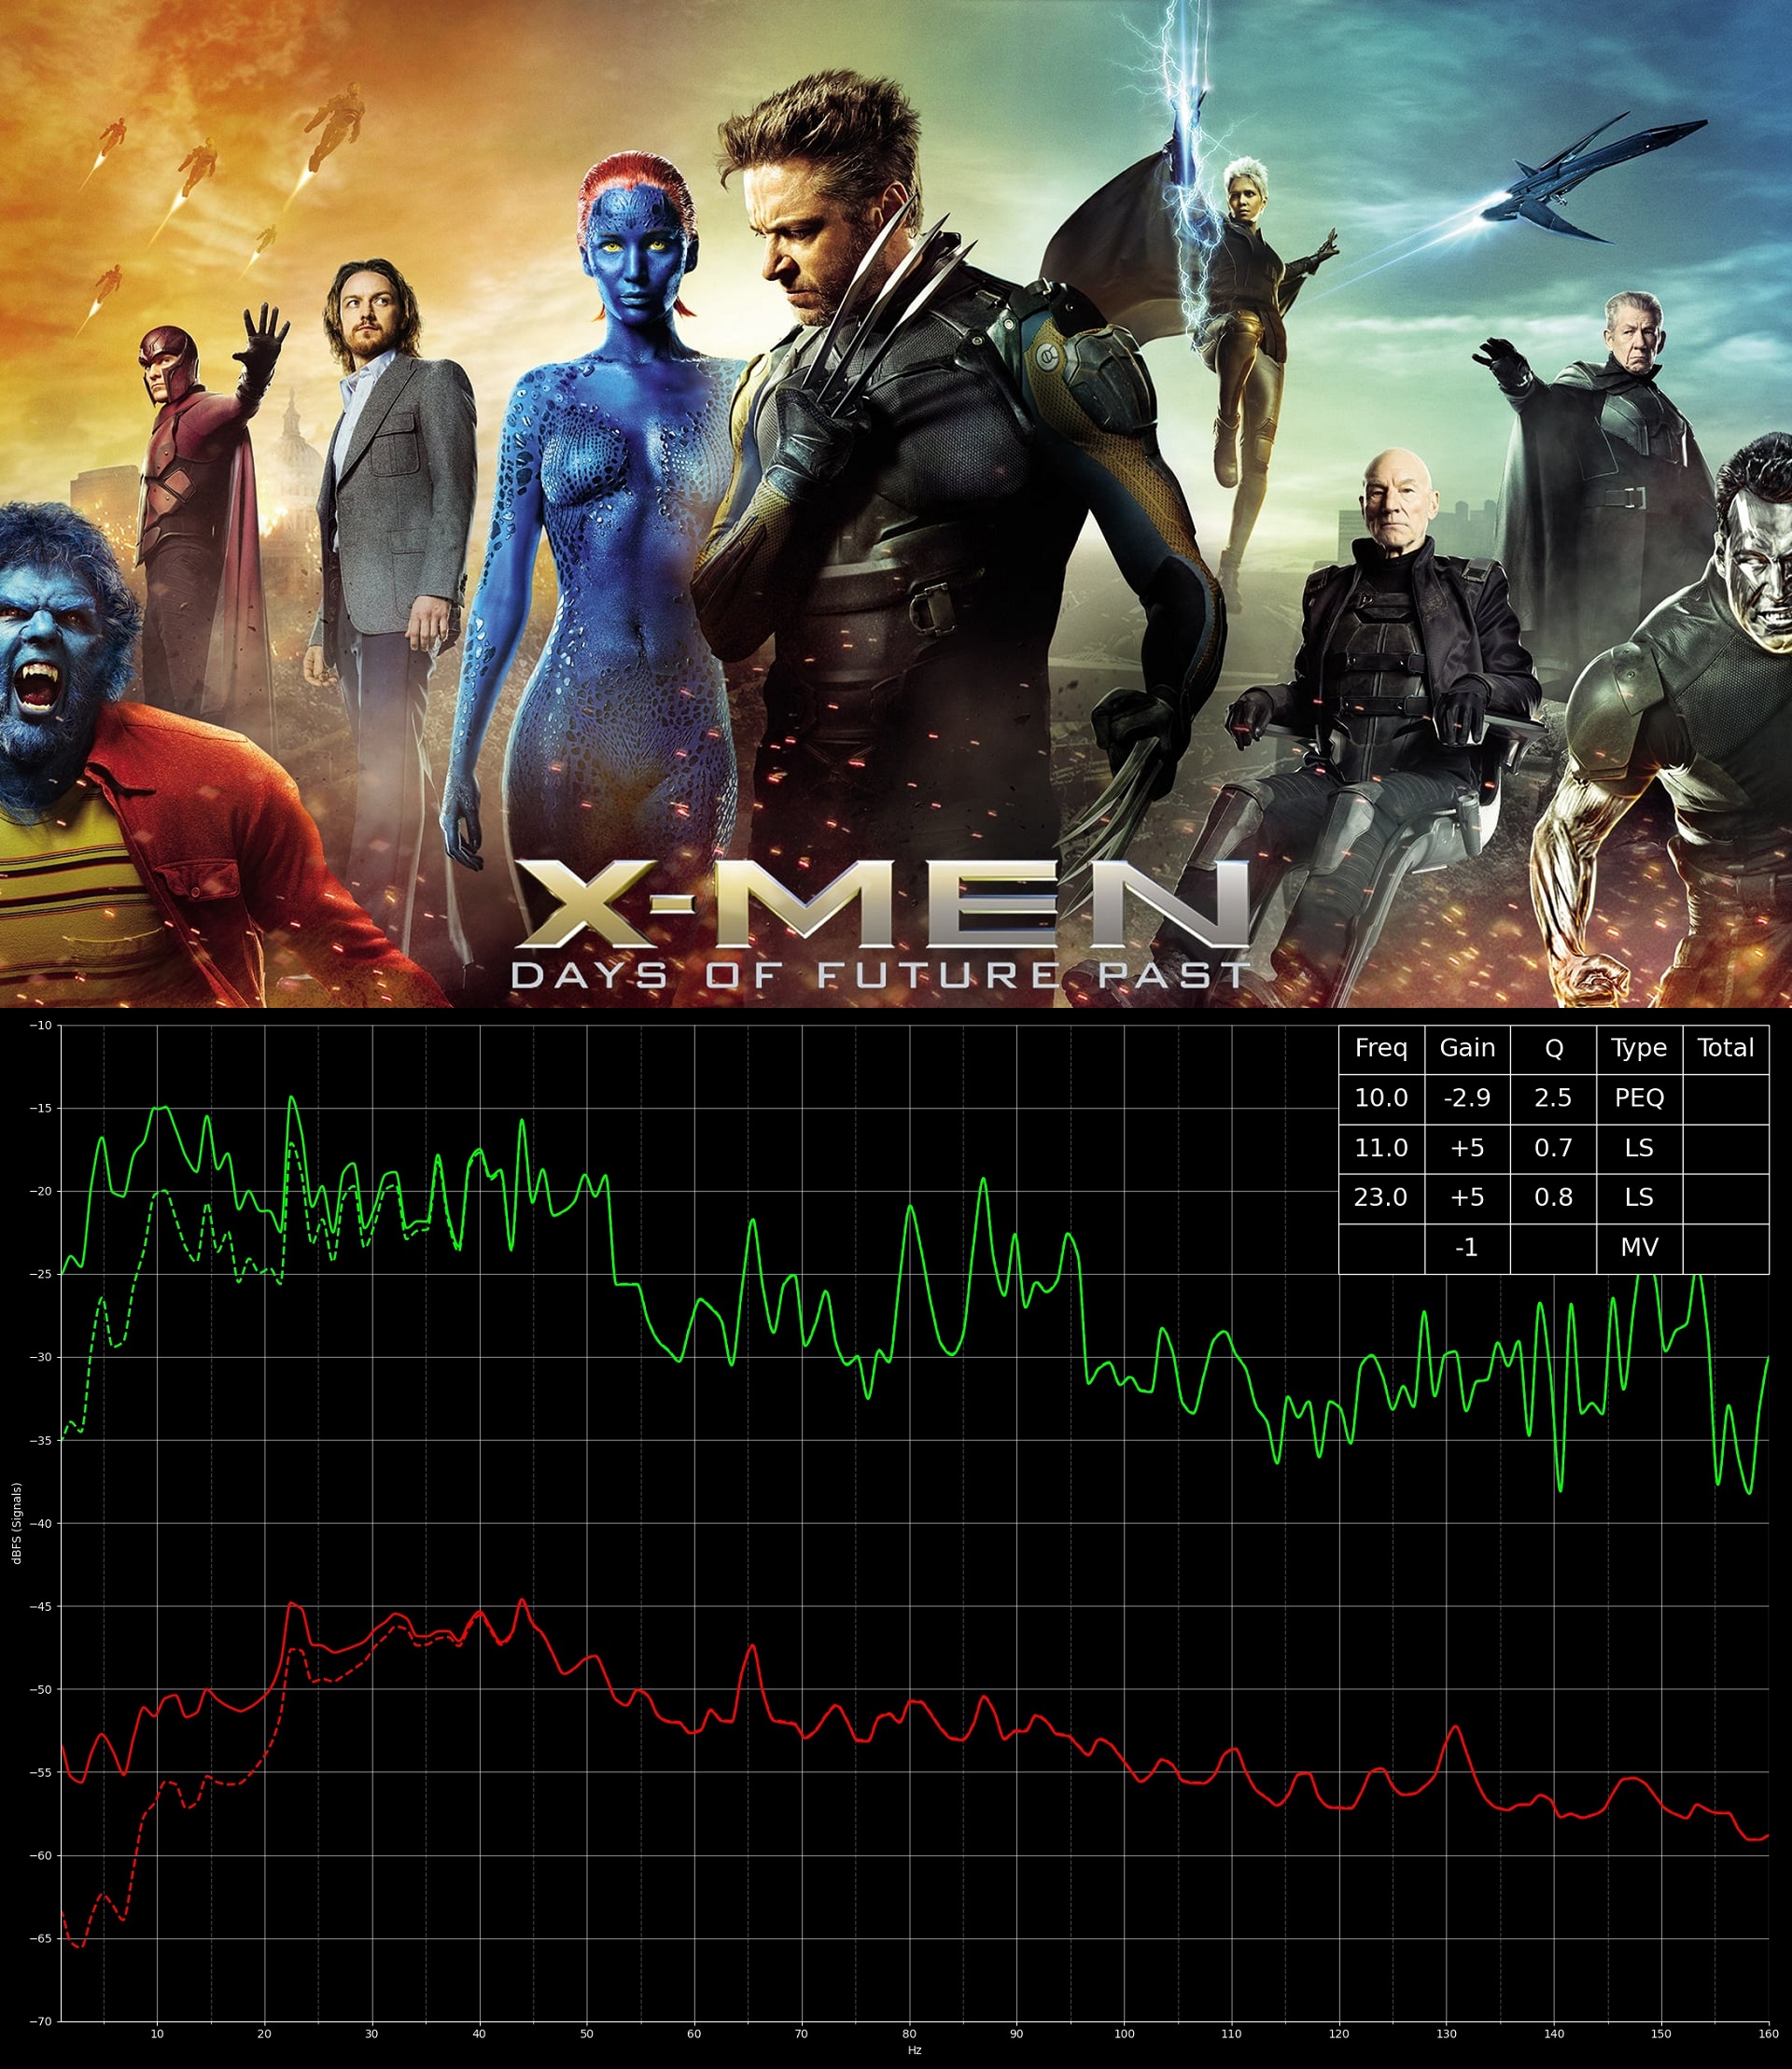 X-MEN
DAYS OF FUTURE PAST
Freq Gain Q Type Total
10.0 -2.9 2.5 PEQ
11.0 +5 0.7 LS
23.0 +5 0.8 LS
-1 MV
−10
−15
−20
−25
−30
−35
−40
−45
−50
−55
−60
−65
−70
dBFS (Signals)
10 20 30 40 50 60 70 80 90 100 110 120 130 140 150 160
Hz